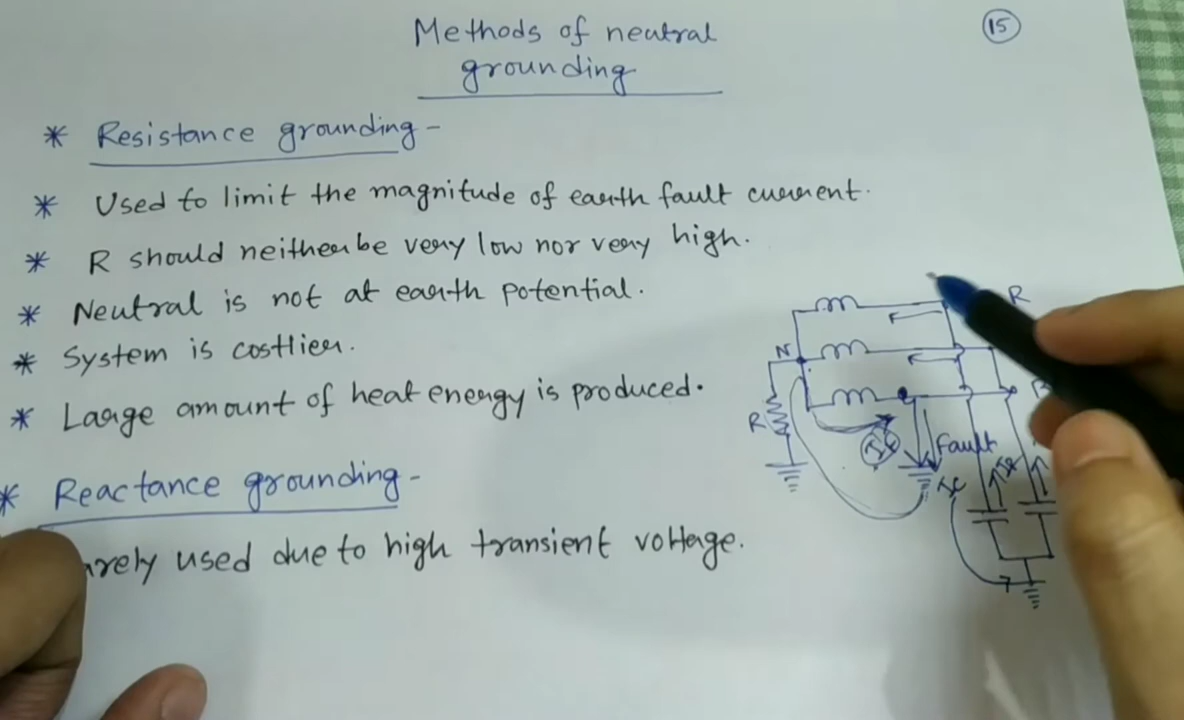 Methods of neutral
grounding
15
* Resistance grounding -
* Used to limit the magnitude of earth fault current.
* R should neither be very low nor very high.
* Neutral is not at earth potential.
* System is costlier.
* Large amount of heat energy is produced.
R
N
R
Fault
* Reactance grounding -
used due to high transient voltage.